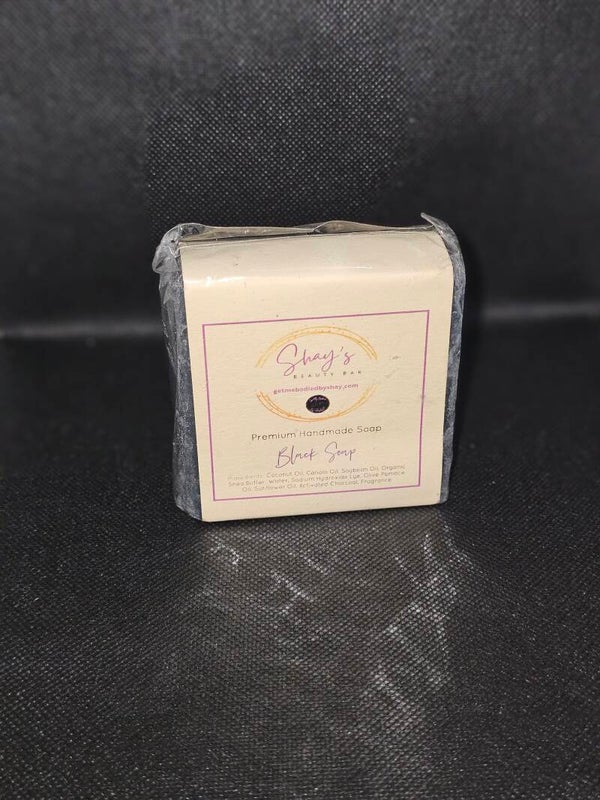 Shay's
BEAUTY BAR
getmebodiedbyshay.com
Premium Handmade Soap
Black Soap
Ingredients: Coconut Oil, Canola Oil, Soybean Oil, Organic
Shea Butter, Water, Sodium Hydroxide Lye, Olive Pomace
Oil, Sunflower Oil, Activated Charcoal, Fragrance